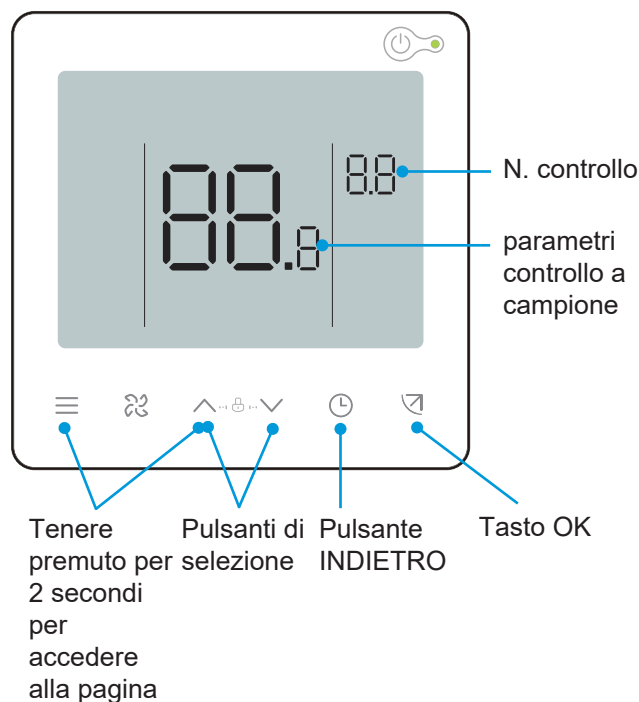 88.8
8.8
N. controllo
parametri
controllo a
campione
Tenere
premuto per
2 secondi
per
accedere
alla pagina
Pulsanti di
selezione
Pulsante
INDIETRO
Tasto OK